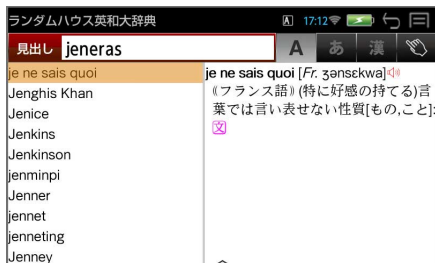 ランダムハウス英和大辞典
A 17:12
見出し jeneras A あ 漢
je ne sais quoi
Jenghis Khan
Jenice
Jenkins
Jenkinson
jenminpi
Jenner
jennet
jenneting
Jenney
je ne sais quoi [Fr. ʒənsɛkwa]
《フランス語》(特に好感の持てる)言
葉では言い表せない性質[もの,こと]:
文